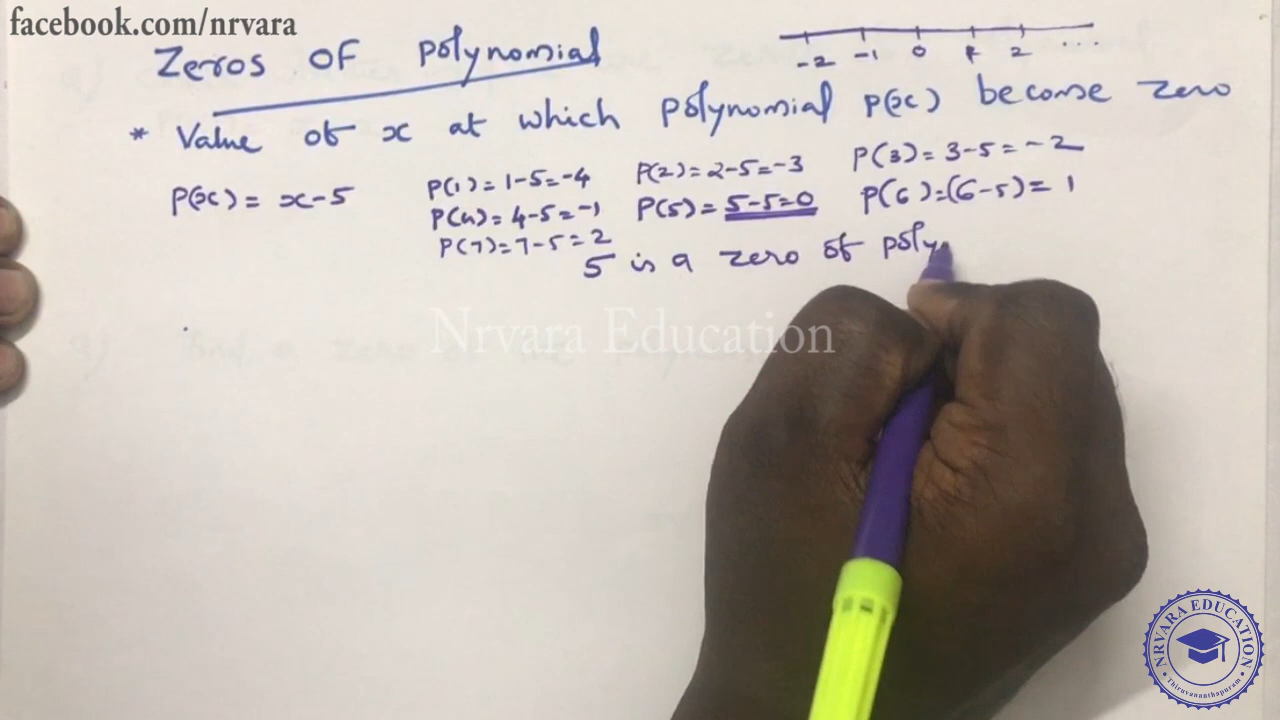 facebook.com/nrvara
Zeros OF polynomial
-2 -1 0 1 2 ...
* Value of x at which polynomial P(x) become zero
P(x) = x-5
P(1)=1-5=-4 P(2)=2-5=-3 P(3)=3-5=-2
P(4)=4-5=-1 P(5)=5-5=0 P(6)=(6-5)=1
P(7)=7-5=2
5 is a zero of poly
Nrvara Education
NRVARA EDUCATION
Thiruvananthapuram